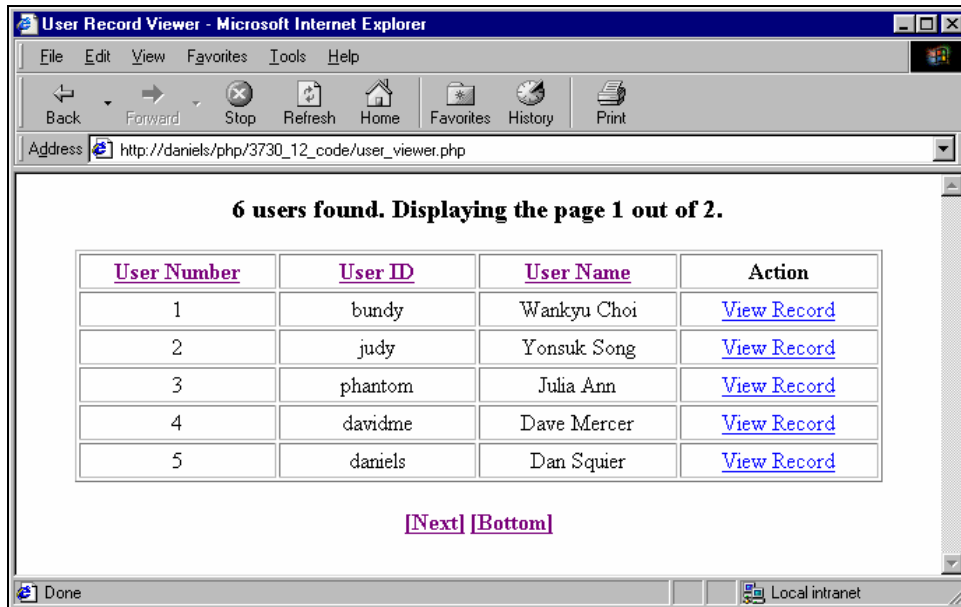 User Record Viewer - Microsoft Internet Explorer
File Edit View Favorites Tools Help
Back Forward Stop Refresh Home Favorites History Print
Address http://daniels/php/3730_12_code/user_viewer.php
6 users found. Displaying the page 1 out of 2.
User Number User ID User Name Action
1 bundy Wankyu Choi View Record
2 judy Yonsuk Song View Record
3 phantom Julia Ann View Record
4 davidme Dave Mercer View Record
5 daniels Dan Squier View Record
[Next] [Bottom]
Done Local intranet